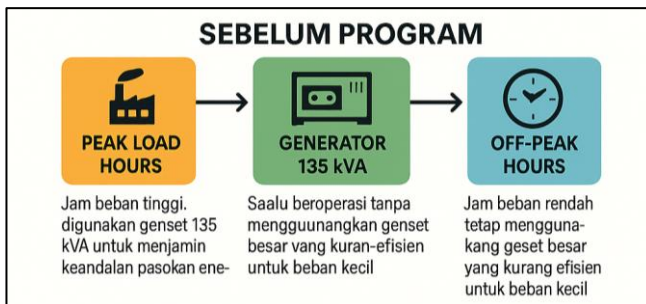 SEBELUM PROGRAM
PEAK LOAD
HOURS
Jam beban tinggi.
digunakan genset 135
kVA untuk menjamin
keandalan pasokan ene-
GENERATOR
135 kVA
Saalu beroperasi tanpa
mengguunangkan genset
besar vang kuran-efisien
untuk beban kecil
OFF-PEAK
HOURS
Jam beban rendah
tetap mengguna-
kang geset besar
yang kurang efisien
untuk beban kecil